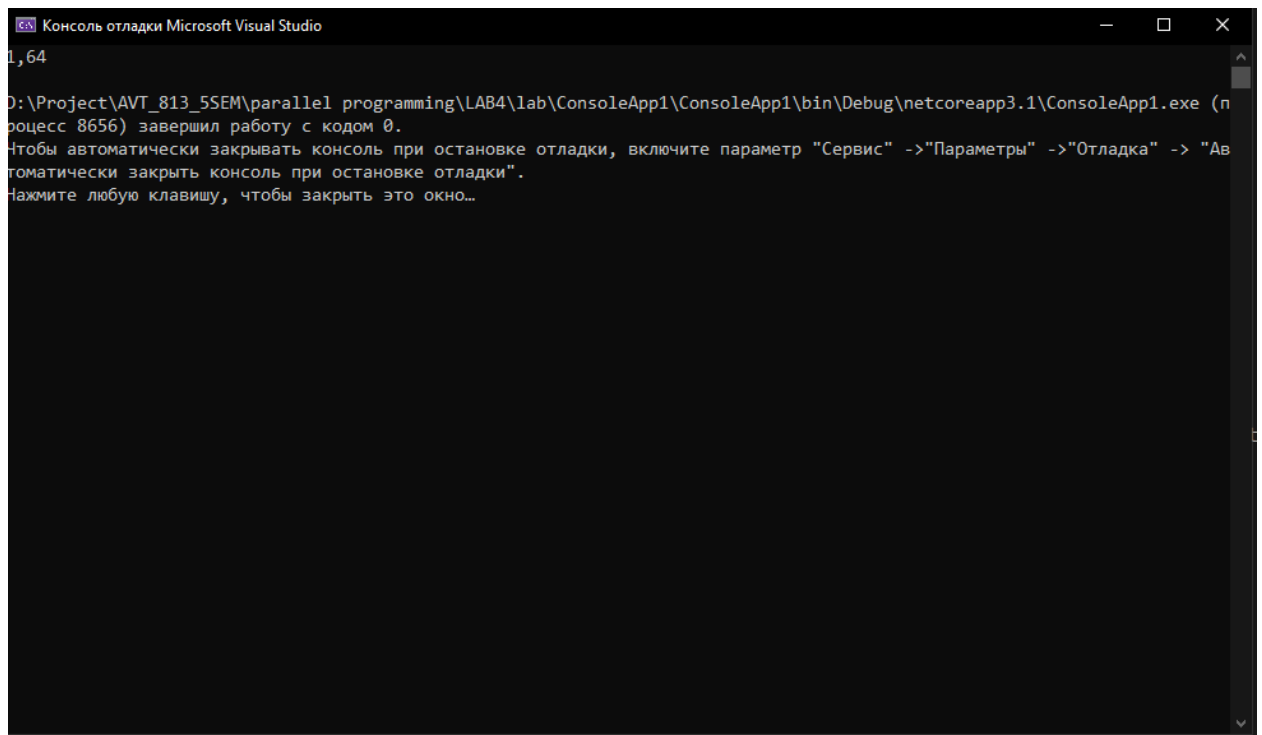 Консоль отладки Microsoft Visual Studio
1,64
D:\Project\AVT_813_5SEM\parallel programming\LAB4\lab\ConsoleApp1\ConsoleApp1\bin\Debug\netcoreapp3.1\ConsoleApp1.exe (п
роцесс 8656) завершил работу с кодом 0.
Чтобы автоматически закрывать консоль при остановке отладки, включите параметр "Сервис" ->"Параметры" ->"Отладка" -> "Ав
томатически закрыть консоль при остановке отладки".
Нажмите любую клавишу, чтобы закрыть это окно…